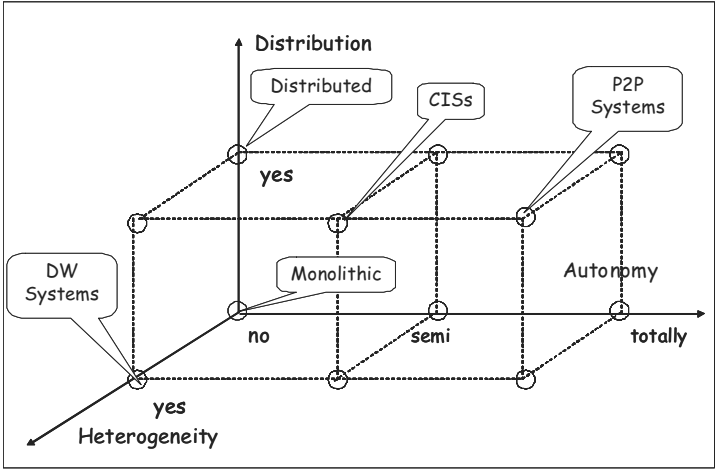 Distribution
Distributed
CISs
P2P
Systems
yes
Autonomy
DW
Systems
Monolithic
no
semi
totally
yes
Heterogeneity